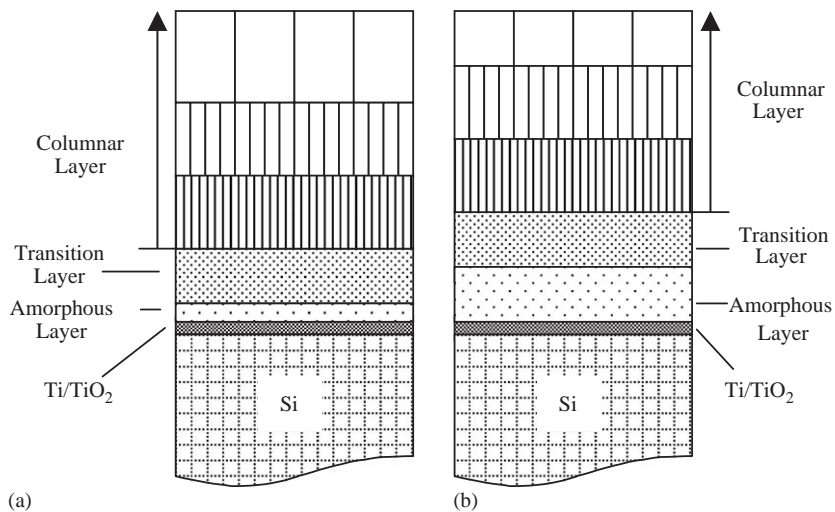 Columnar
Layer
Transition
Layer
Amorphous
Layer
Ti/TiO₂
Si
(a)
Columnar
Layer
Transition
Layer
Amorphous
Layer
Ti/TiO₂
Si
(b)